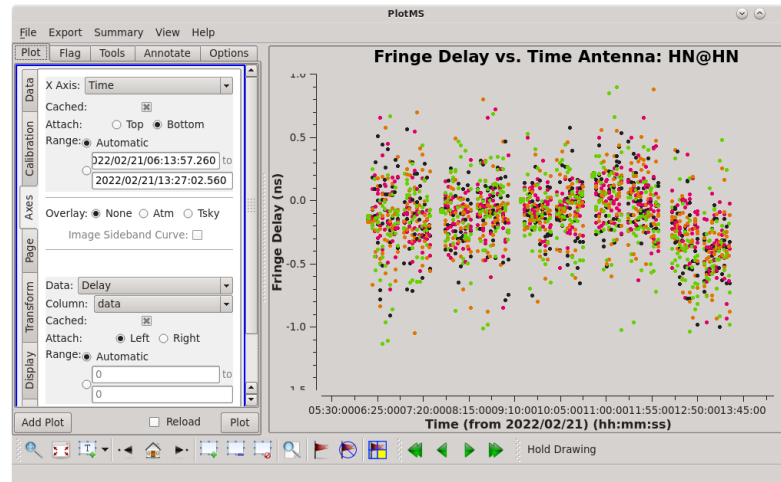 PlotMS
File Export Summary View Help
Plot Flag Tools Annotate Options
Data
Calibration
Axes
Page
Transform
Display
X Axis: Time
Cached:
Attach: Top Bottom
Range: Automatic
022/02/21/06:13:57.260 to
2022/02/21/13:27:02.560
Overlay: None Atm Tsky
Image Sideband Curve:
Data: Delay
Column: data
Cached:
Attach: Left Right
Range: Automatic
0 to
0
Add Plot Reload Plot
Fringe Delay vs. Time Antenna: HN@HN
Fringe Delay (ns)
1.0
0.5
0.0
-0.5
-1.0
-1.5
05:30:0006:25:0007:20:0008:15:0009:10:0010:05:0011:00:0011:55:0012:50:0013:45:00
Time (from 2022/02/21) (hh:mm:ss)
Hold Drawing